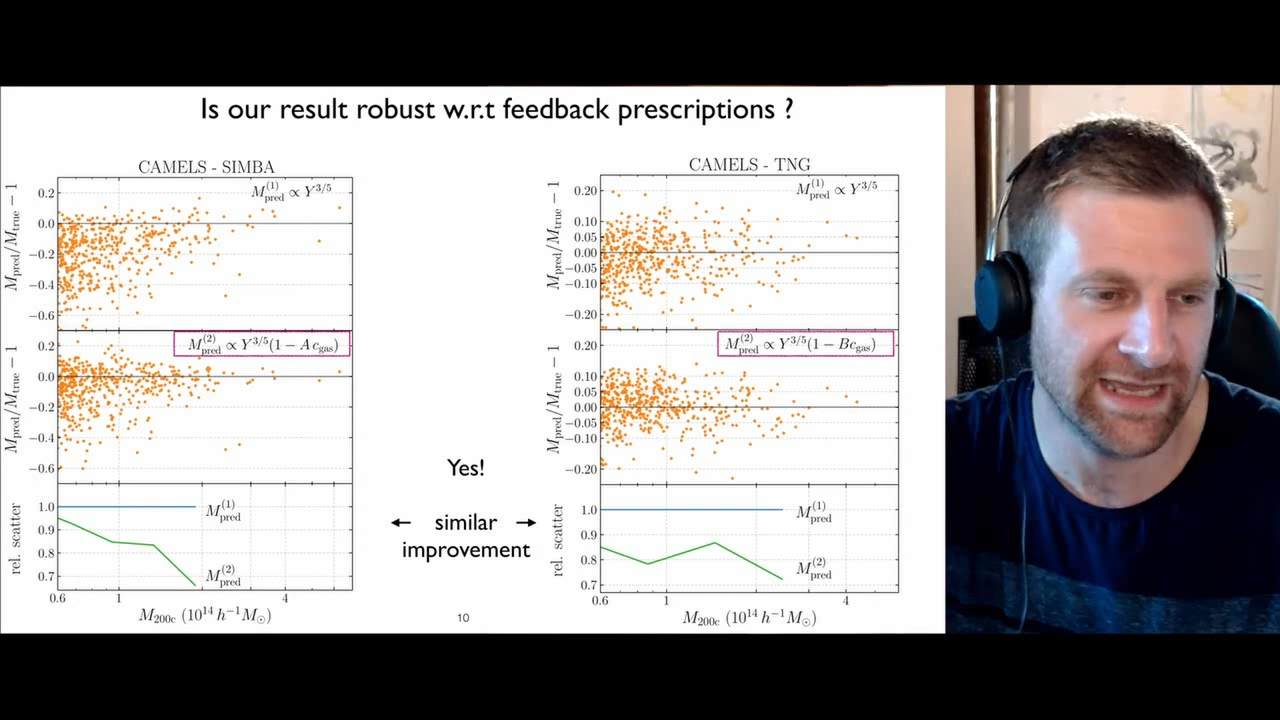 Is our result robust w.r.t feedback prescriptions ?
CAMELS - SIMBA
M_pred^(1) ∝ Y^3/5
M_pred/M_true − 1
0.2
0.0
−0.2
−0.4
−0.6
M_pred^(2) ∝ Y^3/5(1 − A c_gas)
M_pred/M_true − 1
0.2
0.0
−0.2
−0.4
−0.6
rel. scatter
1.0
0.9
0.8
0.7
M_pred^(1)
M_pred^(2)
0.6 1 4
M_200c (10^14 h^−1 M_⊙)
Yes!
← similar →
improvement
10
CAMELS - TNG
M_pred^(1) ∝ Y^3/5
M_pred/M_true − 1
0.20
0.10
0.05
0.00
−0.05
−0.10
−0.20
M_pred^(2) ∝ Y^3/5(1 − Bc_gas)
M_pred/M_true − 1
0.20
0.10
0.05
0.00
−0.05
−0.10
−0.20
rel. scatter
1.0
0.9
0.8
0.7
M_pred^(1)
M_pred^(2)
0.6 1 4
M_200c (10^14 h^−1 M_⊙)